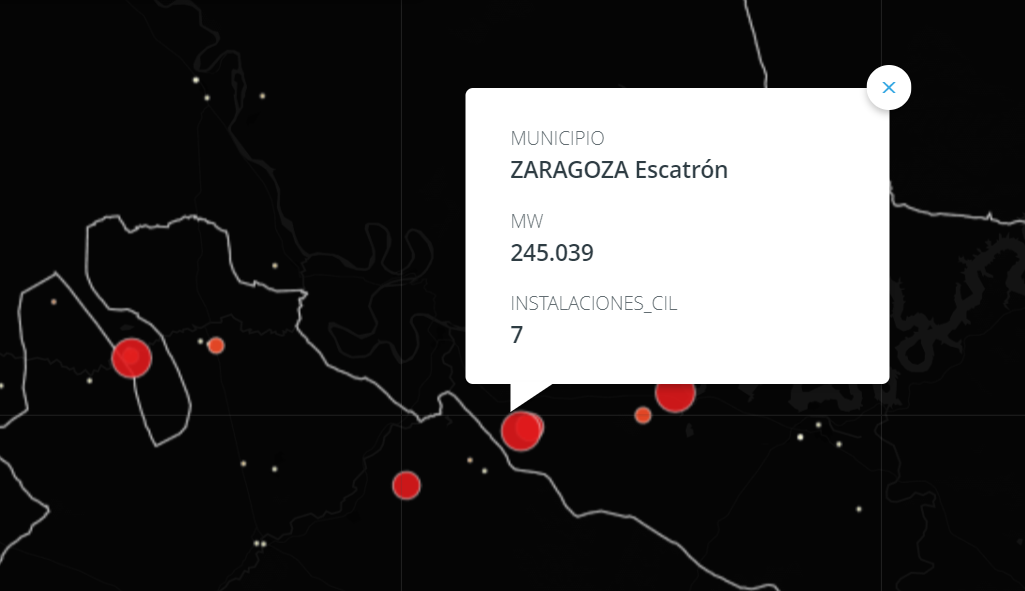 MUNICIPIO
ZARAGOZA Escatrón
MW
245.039
INSTALACIONES_CIL
7